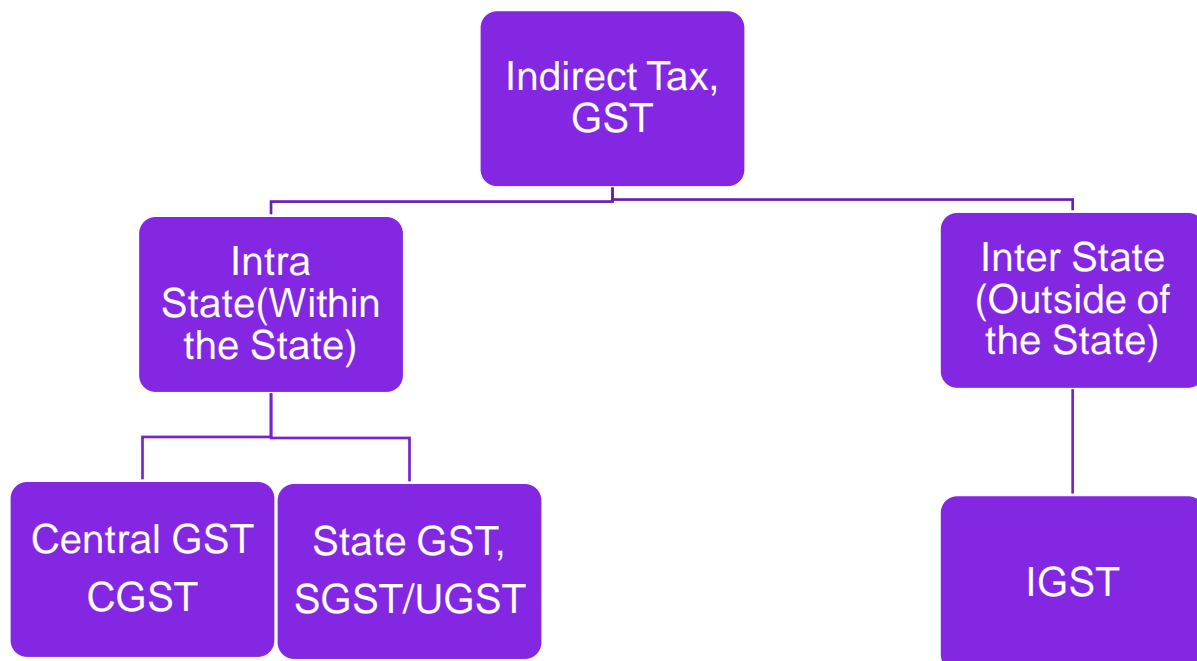 Indirect Tax,
GST
Intra
State(Within
the State)
Inter State
(Outside of
the State)
Central GST
CGST
State GST,
SGST/UGST
IGST